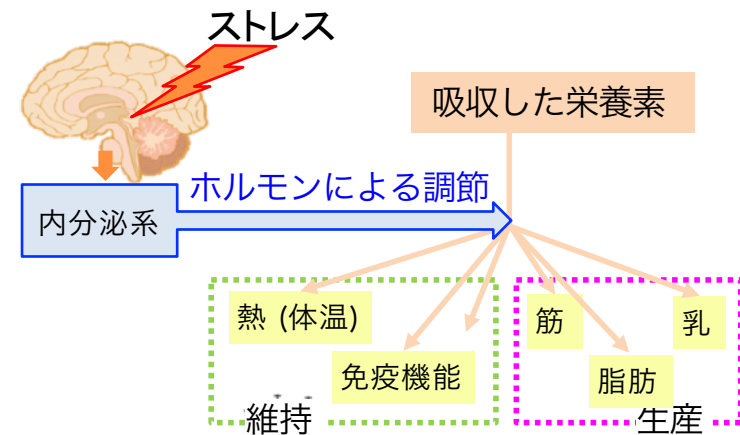 ストレス
吸収した栄養素
ホルモンによる調節
内分泌系
熱 (体温)
筋
乳
免疫機能
脂肪
維持
生産